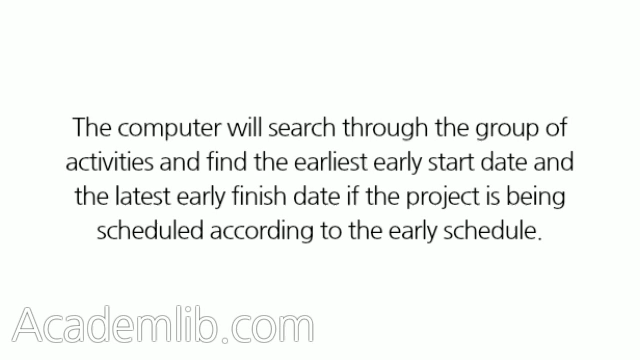 The computer will search through the group of
activities and find the earliest early start date and
the latest early finish date if the project is being
scheduled according to the early schedule.
Academlib.com